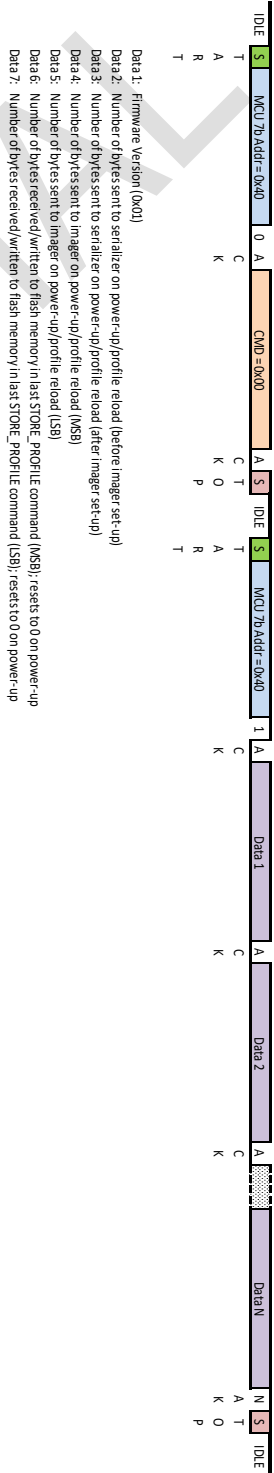 IDLE START MCU 7b Addr = 0x40 0 ACK CMD = 0x00 ACK STOP IDLE START MCU 7b Addr = 0x40 1 ACK Data 1 ACK Data 2 ACK Data N NAK STOP IDLE
Data 1: Firmware Version (0x01)
Data 2: Number of bytes sent to serializer on power-up/profile reload (before imager set-up)
Data 3: Number of bytes sent to serializer on power-up/profile reload (after imager set-up)
Data 4: Number of bytes sent to imager on power-up/profile reload (MSB)
Data 5: Number of bytes sent to imager on power-up/profile reload (LSB)
Data 6: Number of bytes received/written to flash memory in last STORE_PROFILE command (MSB); resets to 0 on power-up
Data 7: Number of bytes received/written to flash memory in last STORE_PROFILE command (LSB); resets to 0 on power-up